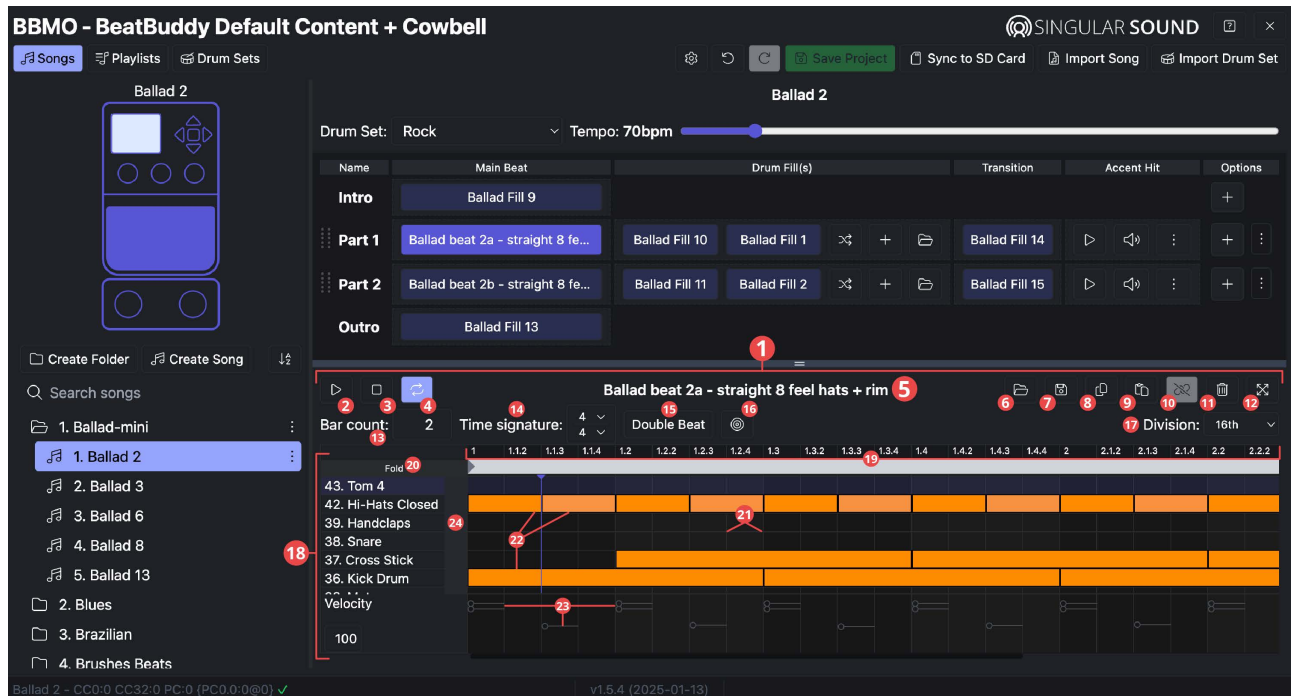 BBMO - BeatBuddy Default Content + Cowbell
SINGULAR SOUND
Songs Playlists Drum Sets
Save Project Sync to SD Card Import Song Import Drum Set
Ballad 2
Ballad 2
Drum Set: Rock Tempo: 70bpm
Name Main Beat Drum Fill(s) Transition Accent Hit Options
Intro Ballad Fill 9
Part 1 Ballad beat 2a - straight 8 fe... Ballad Fill 10 Ballad Fill 1 Ballad Fill 14
Part 2 Ballad beat 2b - straight 8 fe... Ballad Fill 11 Ballad Fill 2 Ballad Fill 15
Outro Ballad Fill 13
Create Folder Create Song
Search songs
1. Ballad-mini
1. Ballad 2
2. Ballad 3
3. Ballad 6
4. Ballad 8
5. Ballad 13
2. Blues
3. Brazilian
4. Brushes Beats
1
Ballad beat 2a - straight 8 feel hats + rim 5
2 3 4 6 7 8 9 10 11 12
14 15 16
Bar count: 2 Time signature: 4 4 Double Beat 17 Division: 16th
13
1 1.1.2 1.1.3 1.1.4 1.2 1.2.2 1.2.3 1.2.4 1.3 1.3.2 1.3.3 1.3.4 1.4 1.4.2 1.4.3 1.4.4 2 2.1.2 2.1.3 2.1.4 2.2 2.2.2
19
Fold 20
43. Tom 4
42. Hi-Hats Closed
39. Handclaps 24 21
38. Snare 22
18
37. Cross Stick
36. Kick Drum
Velocity 23
100
Ballad 2 - CC0:0 CC32:0 PC:0 {PC0.0:0@0} ✓ v1.5.4 (2025-01-13)